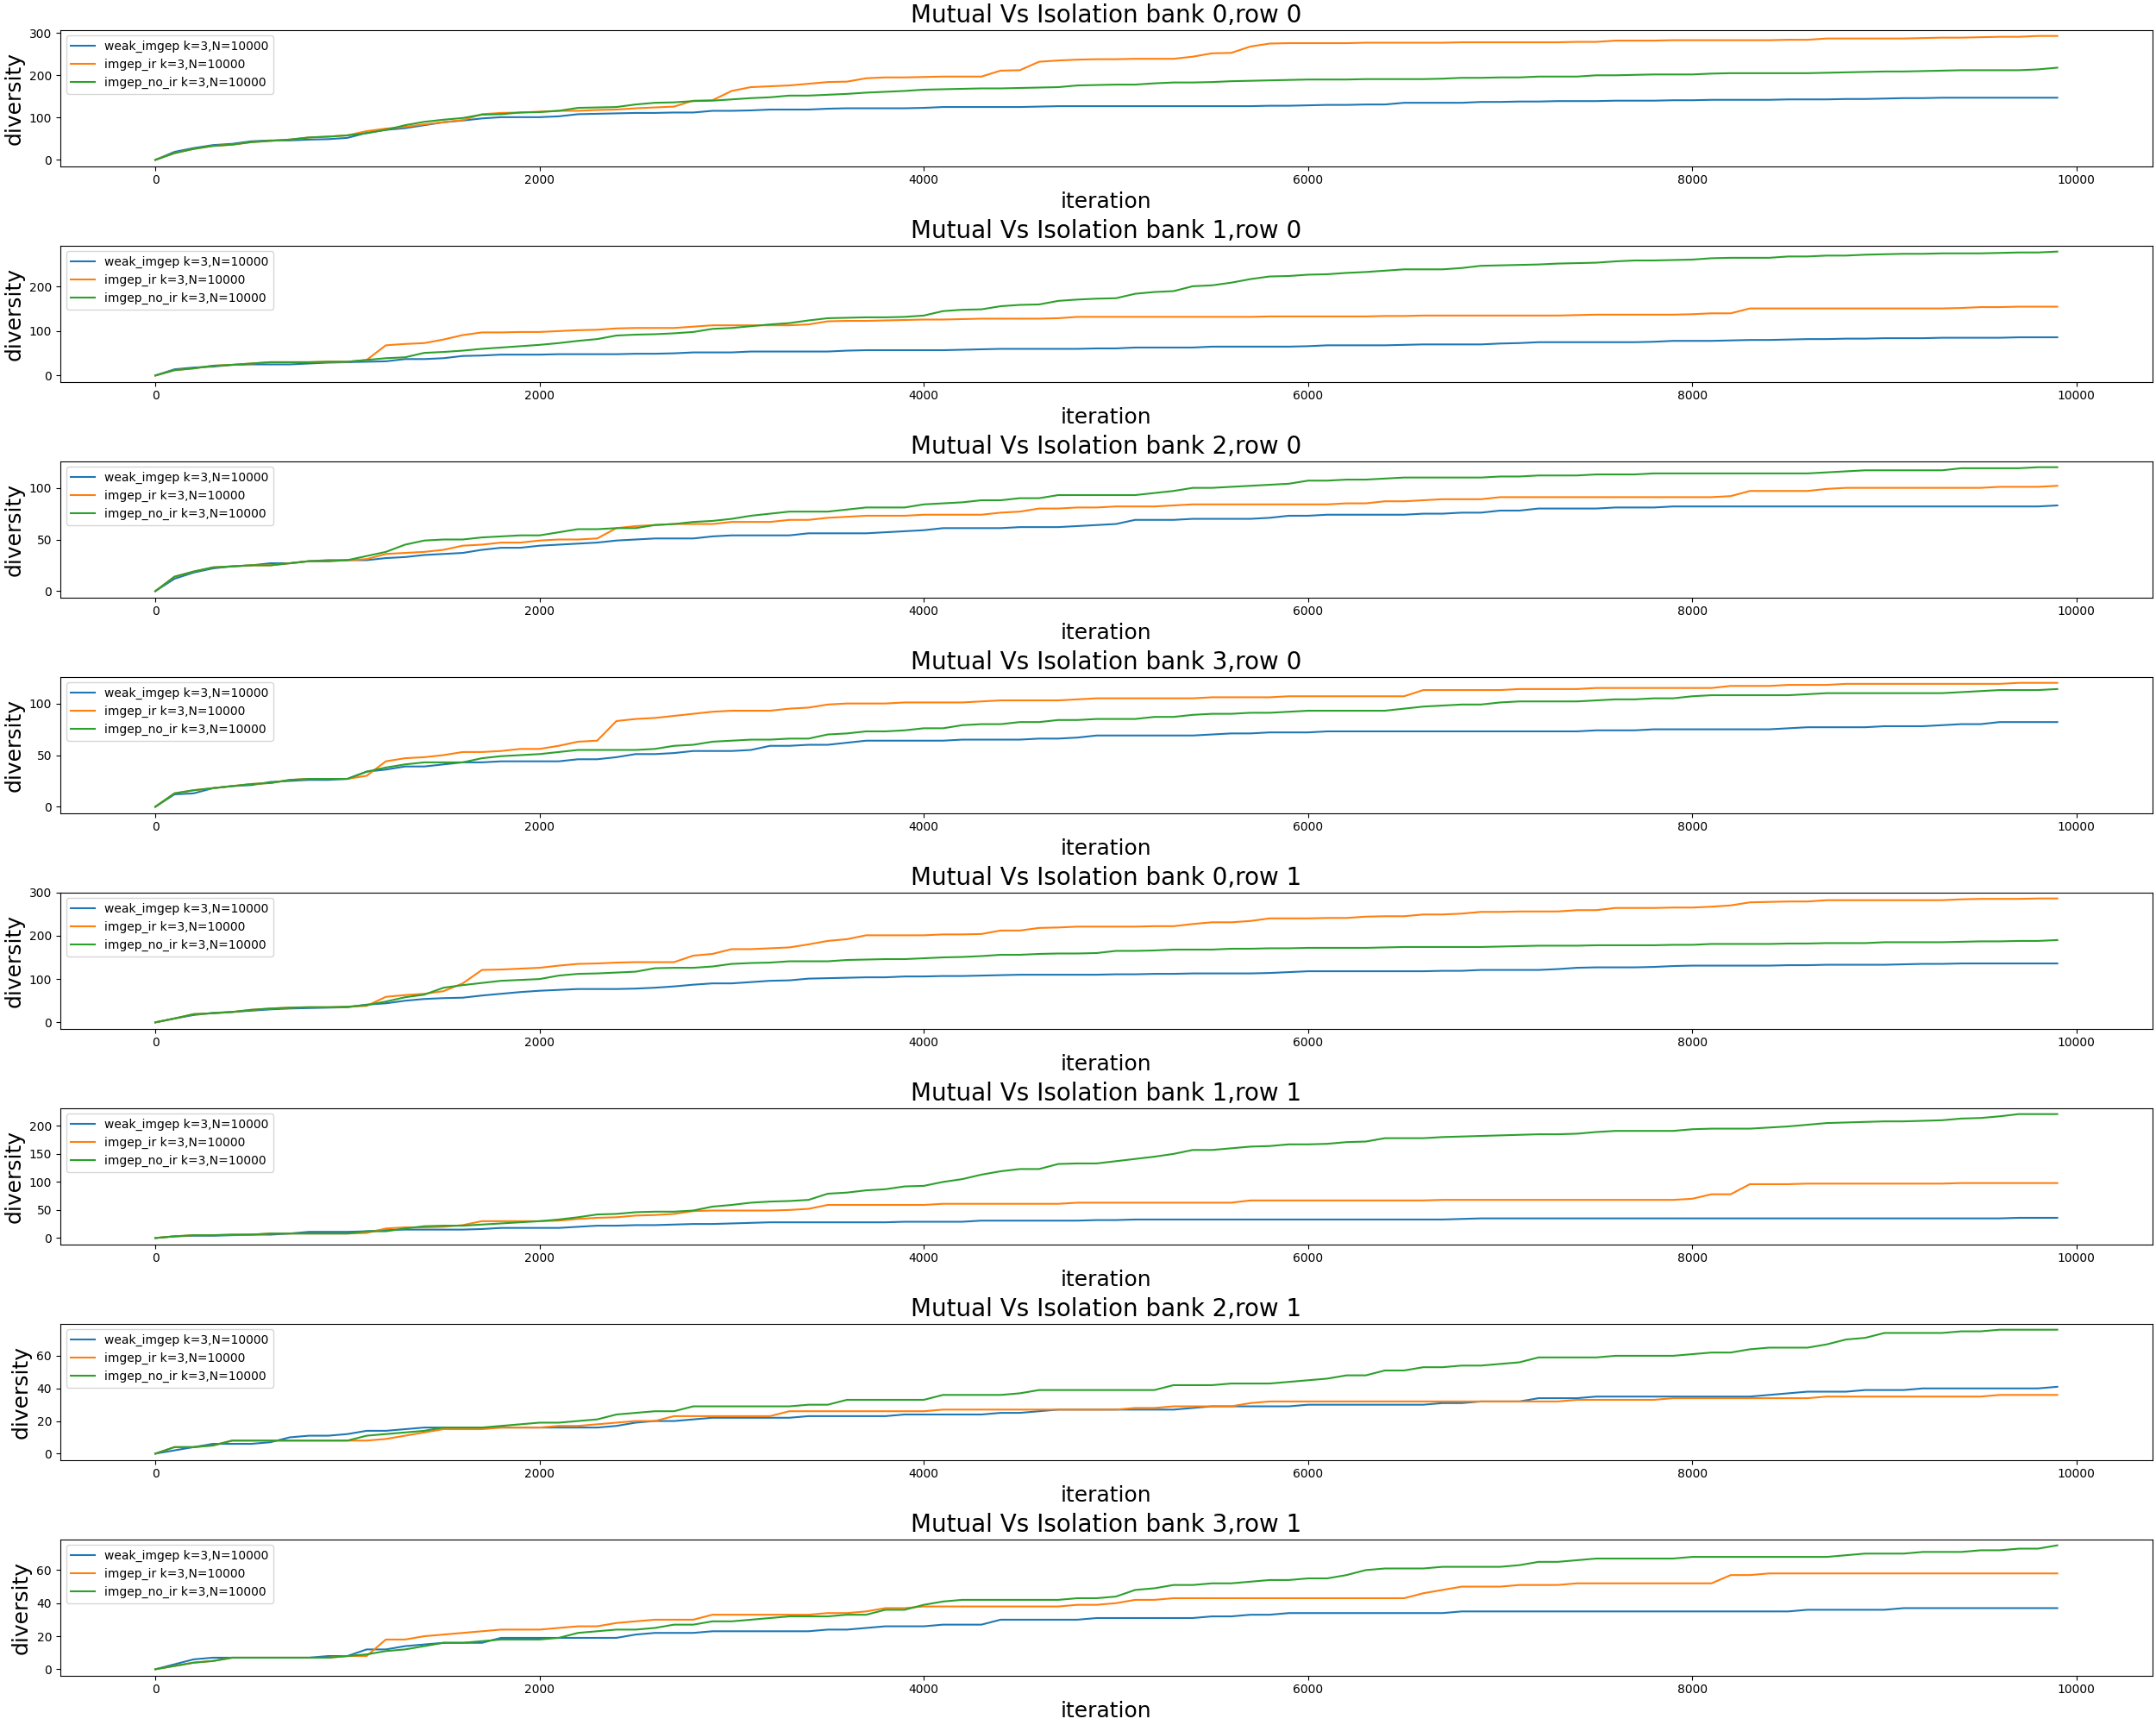 Mutual Vs Isolation bank 0,row 0
diversity
300
200
100
0
weak_imgep k=3,N=10000
imgep_ir k=3,N=10000
imgep_no_ir k=3,N=10000
0 2000 4000 6000 8000 10000
iteration
Mutual Vs Isolation bank 1,row 0
diversity
200
100
0
weak_imgep k=3,N=10000
imgep_ir k=3,N=10000
imgep_no_ir k=3,N=10000
0 2000 4000 6000 8000 10000
iteration
Mutual Vs Isolation bank 2,row 0
diversity
100
50
0
weak_imgep k=3,N=10000
imgep_ir k=3,N=10000
imgep_no_ir k=3,N=10000
0 2000 4000 6000 8000 10000
iteration
Mutual Vs Isolation bank 3,row 0
diversity
100
50
0
weak_imgep k=3,N=10000
imgep_ir k=3,N=10000
imgep_no_ir k=3,N=10000
0 2000 4000 6000 8000 10000
iteration
Mutual Vs Isolation bank 0,row 1
diversity
300
200
100
0
weak_imgep k=3,N=10000
imgep_ir k=3,N=10000
imgep_no_ir k=3,N=10000
0 2000 4000 6000 8000 10000
iteration
Mutual Vs Isolation bank 1,row 1
diversity
200
150
100
50
0
weak_imgep k=3,N=10000
imgep_ir k=3,N=10000
imgep_no_ir k=3,N=10000
0 2000 4000 6000 8000 10000
iteration
Mutual Vs Isolation bank 2,row 1
diversity
60
40
20
0
weak_imgep k=3,N=10000
imgep_ir k=3,N=10000
imgep_no_ir k=3,N=10000
0 2000 4000 6000 8000 10000
iteration
Mutual Vs Isolation bank 3,row 1
diversity
60
40
20
0
weak_imgep k=3,N=10000
imgep_ir k=3,N=10000
imgep_no_ir k=3,N=10000
0 2000 4000 6000 8000 10000
iteration